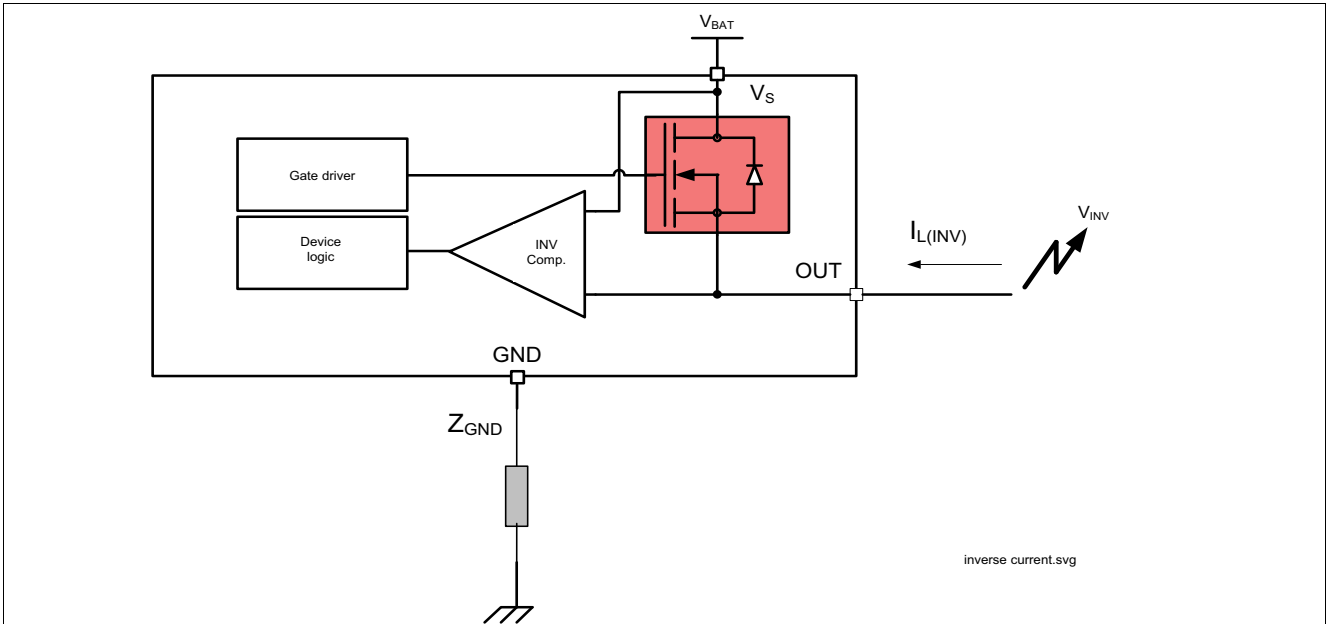 VBAT
VS
Gate driver
Device
logic
INV
Comp.
OUT
IL(INV)
VINV
GND
ZGND
inverse current.svg